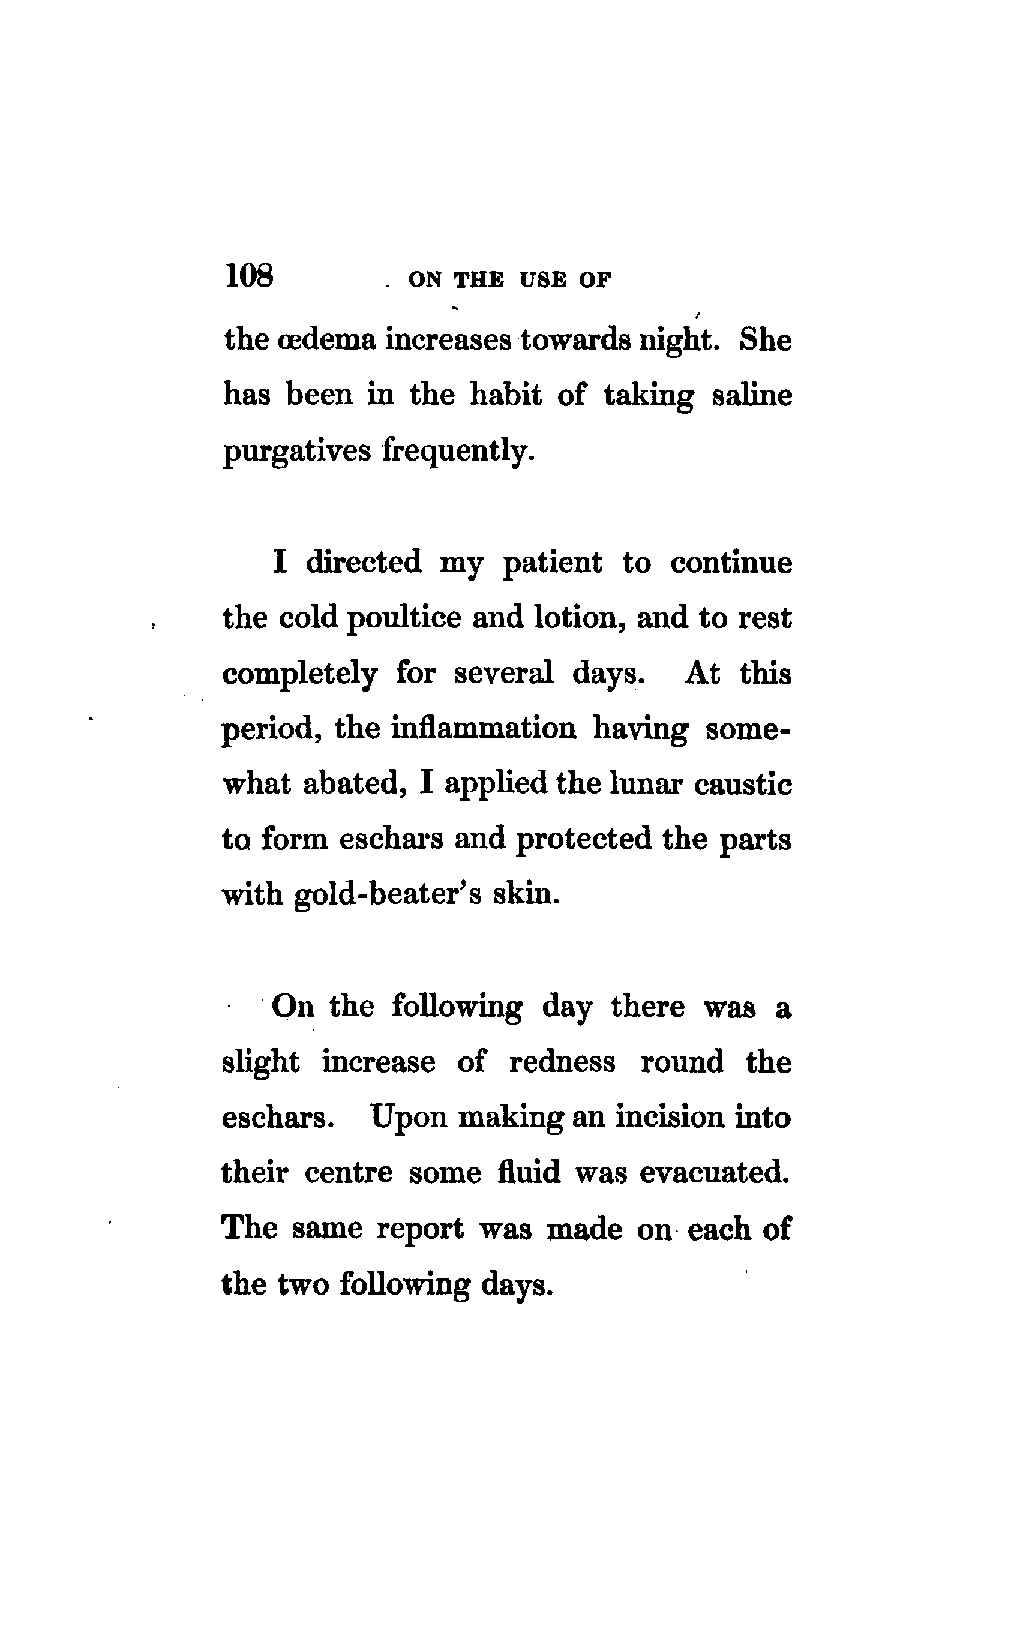 108 ON THE USE OF
the œdema increases towards night. She
has been in the habit of taking saline
purgatives frequently.
I directed my patient to continue
the cold poultice and lotion, and to rest
completely for several days. At this
period, the inflammation having some-
what abated, I applied the lunar caustic
to form eschars and protected the parts
with gold-beater's skin.
On the following day there was a
slight increase of redness round the
eschars. Upon making an incision into
their centre some fluid was evacuated.
The same report was made on each of
the two following days.